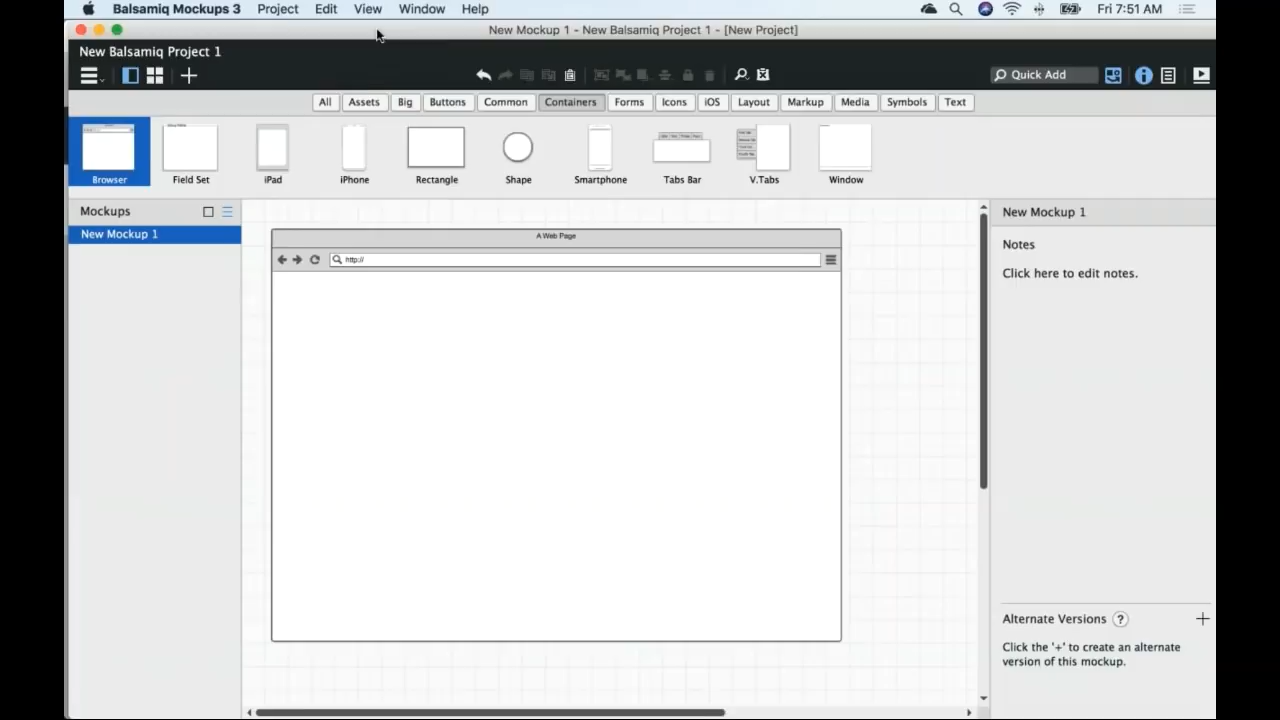 Balsamiq Mockups 3 Project Edit View Window Help Fri 7:51 AM
New Mockup 1 - New Balsamiq Project 1 - [New Project]
New Balsamiq Project 1
Quick Add
All Assets Big Buttons Common Containers Forms Icons iOS Layout Markup Media Symbols Text
Browser Field Set iPad iPhone Rectangle Shape Smartphone Tabs Bar V.Tabs Window
Mockups
New Mockup 1
A Web Page
http://
New Mockup 1
Notes
Click here to edit notes.
Alternate Versions ?
Click the '+' to create an alternate
version of this mockup.